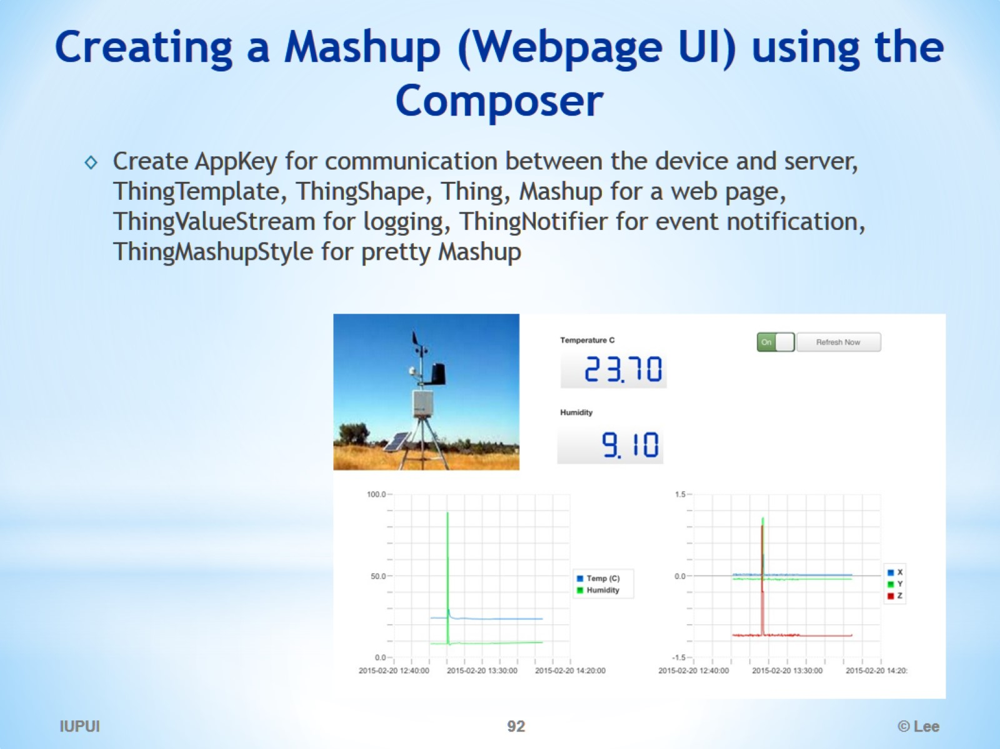 Creating a Mashup (Webpage UI) using the
Composer
Create AppKey for communication between the device and server,
ThingTemplate, ThingShape, Thing, Mashup for a web page,
ThingValueStream for logging, ThingNotifier for event notification,
ThingMashupStyle for pretty Mashup
Temperature C
23.70
On
Refresh Now
Humidity
9.10
100.0
50.0
0.0
2015-02-20 12:40:00
2015-02-20 13:30:00
2015-02-20 14:20:00
Temp (C)
Humidity
1.5
0.0
-1.5
2015-02-20 12:40:00
2015-02-20 13:30:00
2015-02-20 14:20:
X
Y
Z
IUPUI
92
© Lee